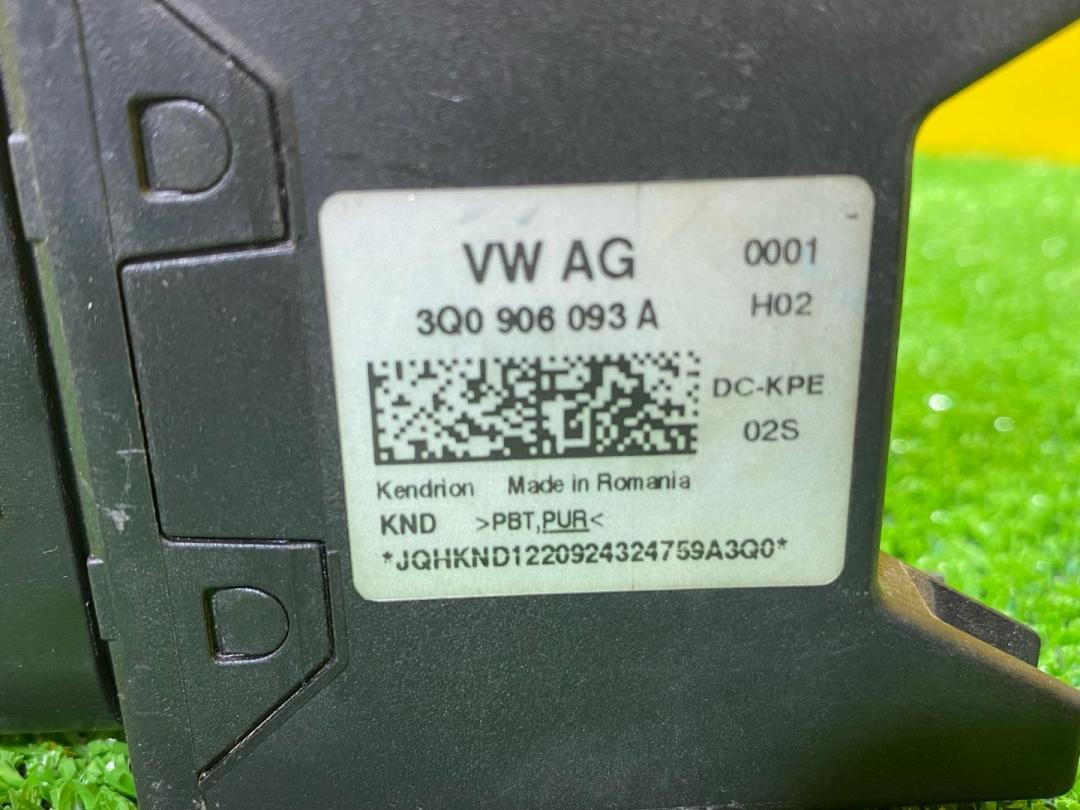 VW AG 0001
3Q0 906 093 A H02
DC-KPE
02S
Kendrion Made in Romania
KND >PBT,PUR<
*JQHKND1220924324759A3Q0*